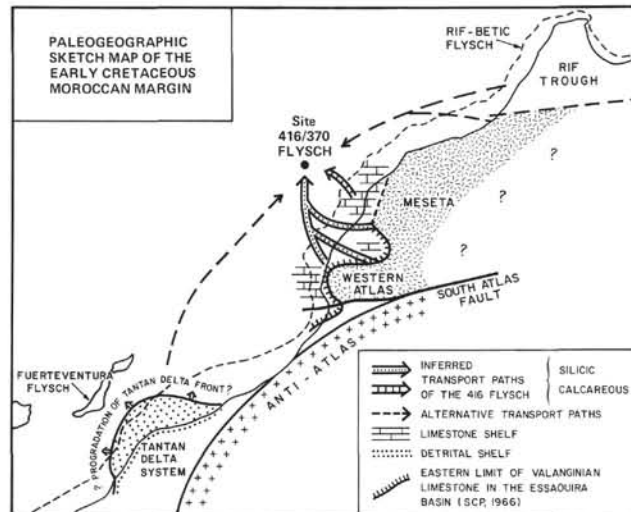 PALEOGEOGRAPHIC
SKETCH MAP OF THE
EARLY CRETACEOUS
MOROCCAN MARGIN
RIF-BETIC
FLYSCH
RIF
TROUGH
Site
416/370
FLYSCH
?
MESETA
?
?
WESTERN
ATLAS
SOUTH ATLAS
FAULT
ANTI-ATLAS
FUERTEVENTURA
FLYSCH
? PROGRADATION OF TANTAN DELTA FRONT?
TANTAN
DELTA
SYSTEM
INFERRED
TRANSPORT PATHS
OF THE 416 FLYSCH
SILICIC
CALCAREOUS
ALTERNATIVE TRANSPORT PATHS
LIMESTONE SHELF
DETRITAL SHELF
EASTERN LIMIT OF VALANGINIAN
LIMESTONE IN THE ESSAOUIRA
BASIN (SCP, 1966)